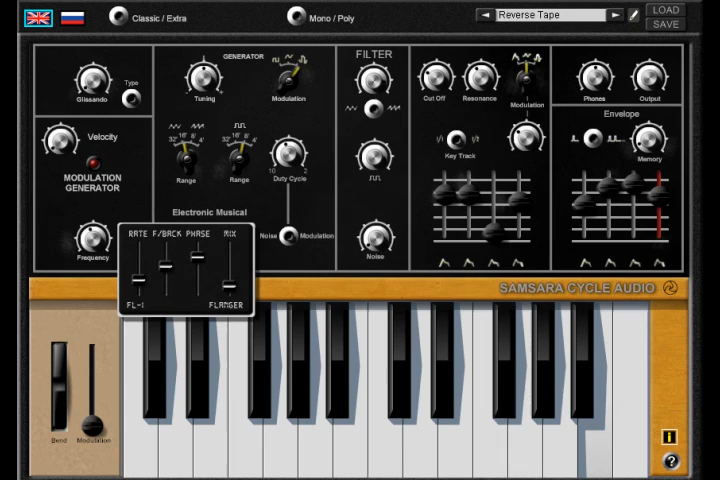 Classic / Extra
Mono / Poly
Reverse Tape
LOAD
SAVE
Glissando
Type
Velocity
MODULATION
GENERATOR
Frequency
GENERATOR
Tuning
Modulation
32' 16' 8' 4'
Range
32' 16' 8' 4'
Range
10 2
Duty Cycle
Electronic Musical
Noise Modulation
FILTER
Noise
Cut Off
Resonance
Modulation
Key Track
Phones
Output
Envelope
Memory
RATE F/BACK PHASE MIX
FL-1 FLANGER
SAMSARA CYCLE AUDIO
Bend
Modulation
i
?